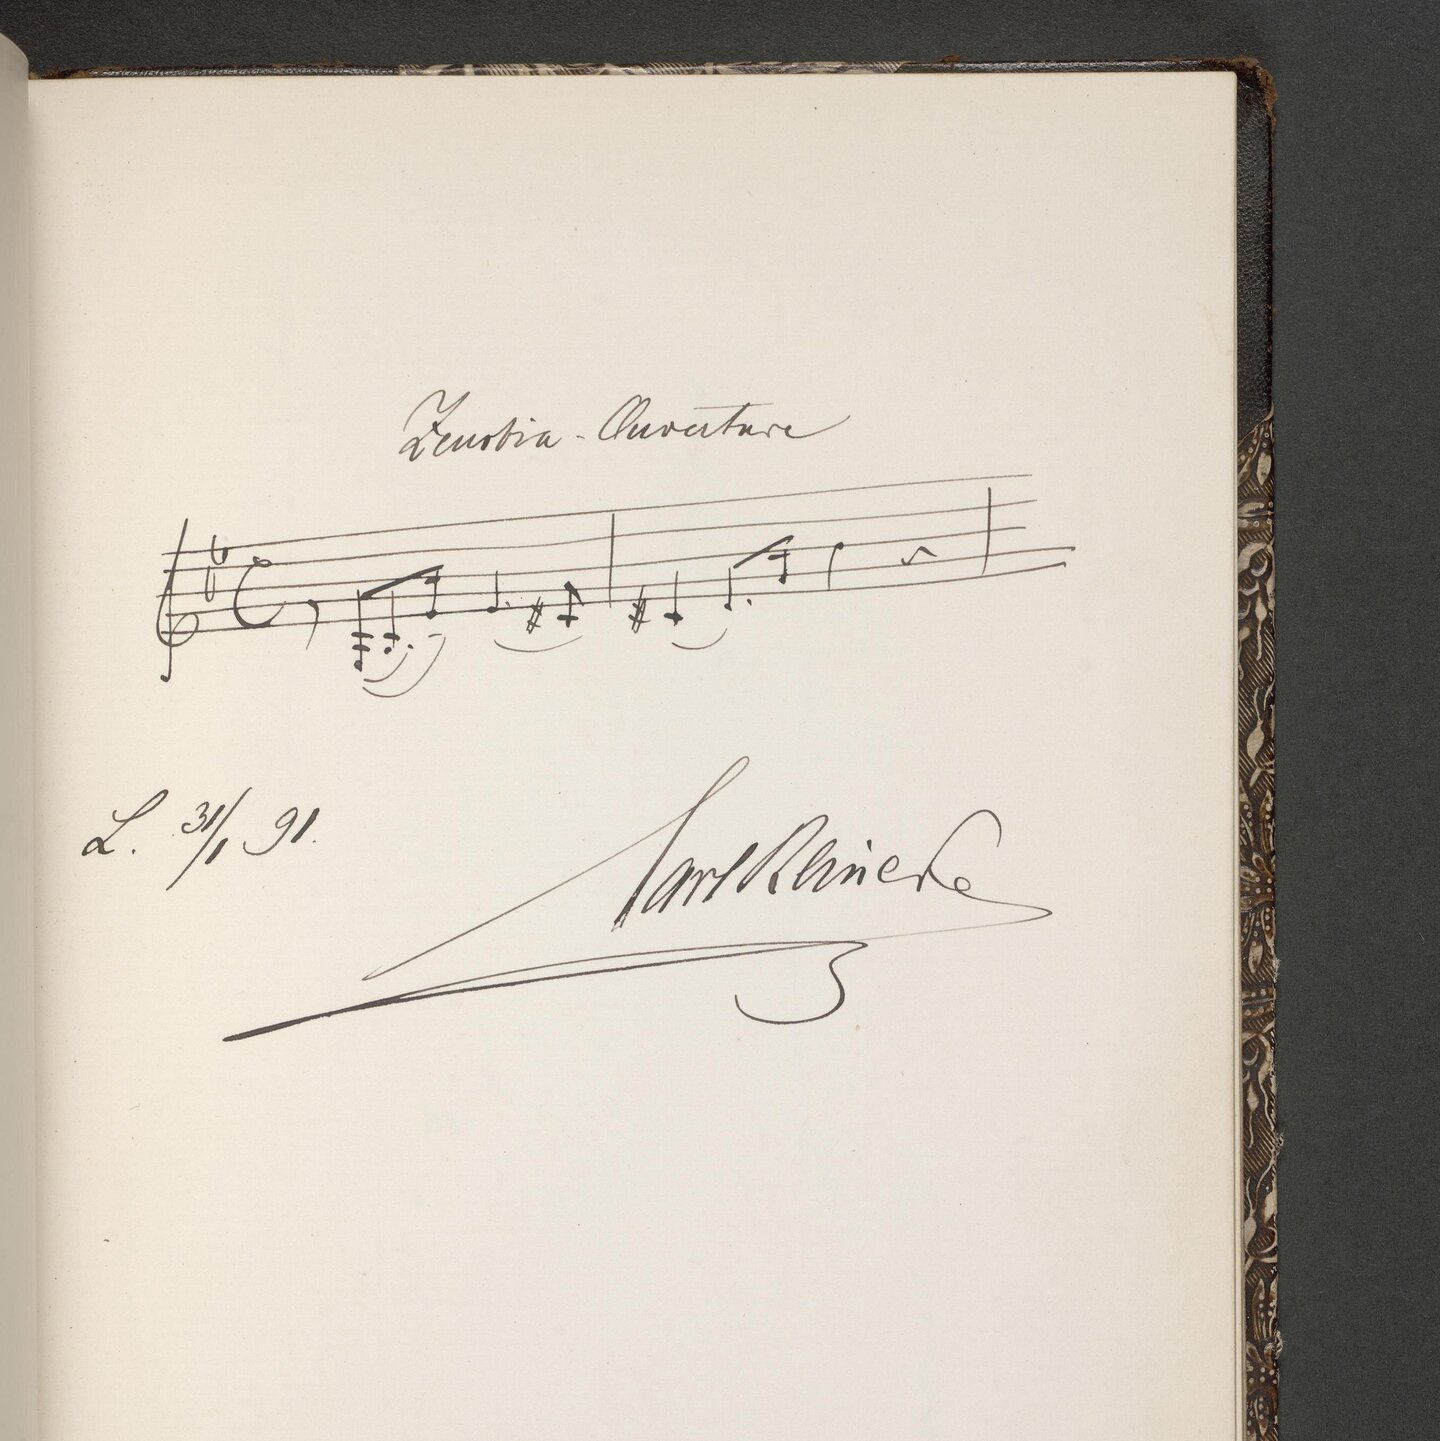 Zenobia - Ouverture
L. 31/1 91.
Carl Reinecke